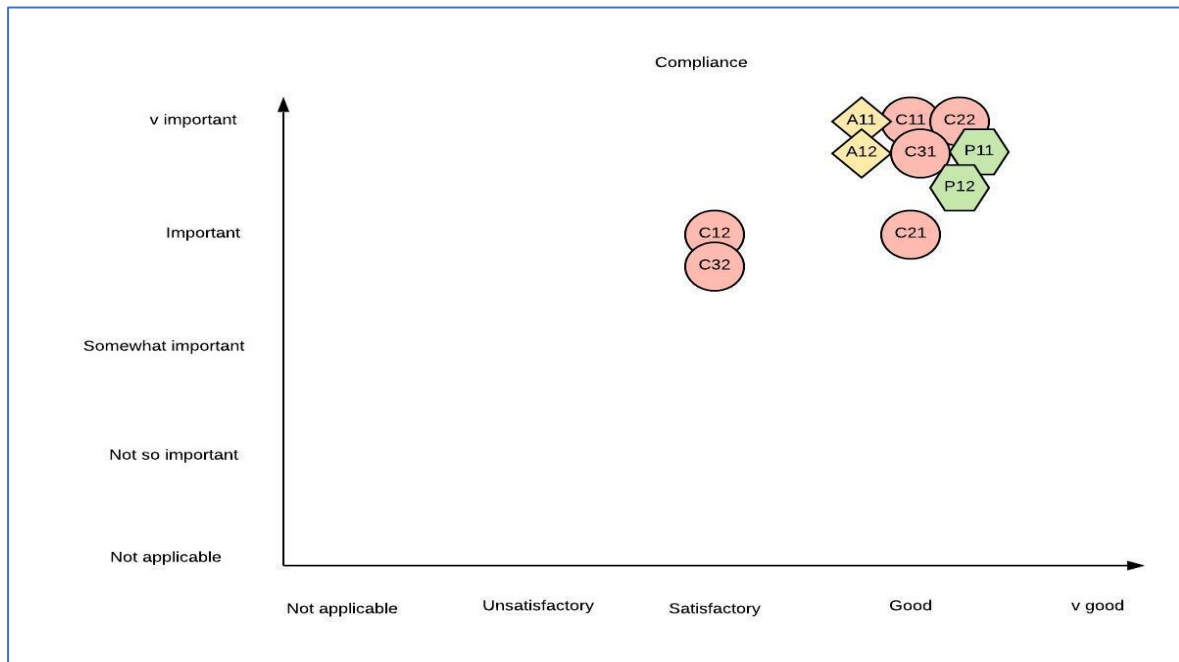 Compliance
v important
A11
C11
C22
A12
C31
P11
P12
Important
C12
C21
C32
Somewhat important
Not so important
Not applicable
Not applicable
Unsatisfactory
Satisfactory
Good
v good